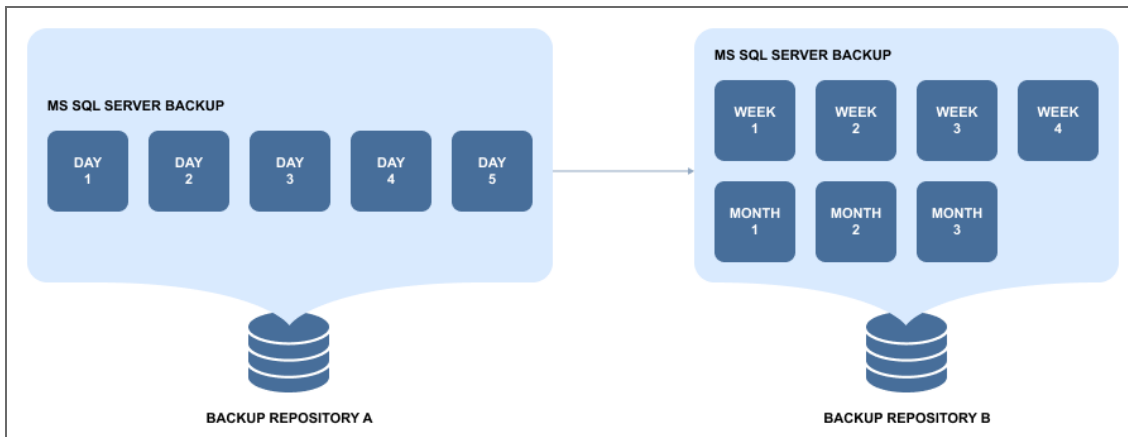 MS SQL SERVER BACKUP
DAY
1
DAY
2
DAY
3
DAY
4
DAY
5
BACKUP REPOSITORY A
MS SQL SERVER BACKUP
WEEK
1
WEEK
2
WEEK
3
WEEK
4
MONTH
1
MONTH
2
MONTH
3
BACKUP REPOSITORY B